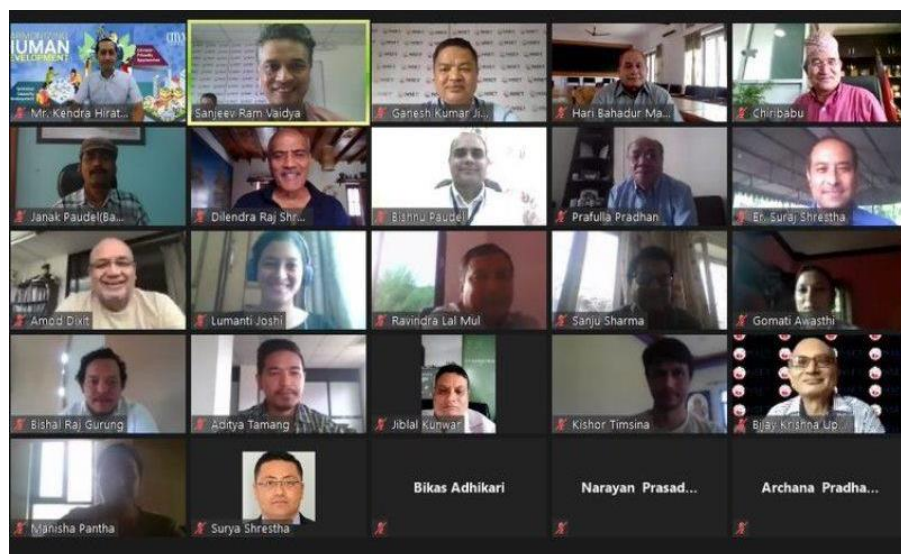 HUMAN
Mr. Kendra Hirat...
Sanjeev Ram Vaidya
Ganesh Kumar Ji...
Hari Bahadur Ma...
Chiribabu
Janak Paudel(Ba...
Dilendra Raj Shr...
Bishnu Paudel
Prafulla Pradhan
Er. Suraj Shrestha
Amod Dixit
Lumanti Joshi
Ravindra Lal Mul
Sanju Sharma
Gomati Awasthi
Bishal Raj Gurung
Aditya Tamang
Jiblal Kunwar
Kishor Timsina
Bijay Krishna Up...
Manisha Pantha
Surya Shrestha
Bikas Adhikari
Narayan Prasad...
Archana Pradha...